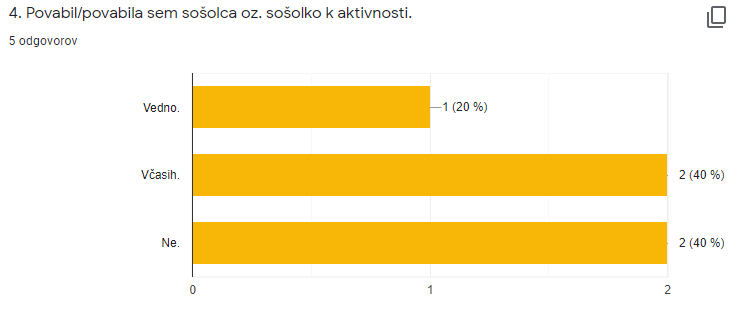 4. Povabil/povabila sem sošolca oz. sošolko k aktivnosti.
5 odgovorov
Vedno.
1 (20 %)
Včasih.
2 (40 %)
Ne.
2 (40 %)
0
1
2